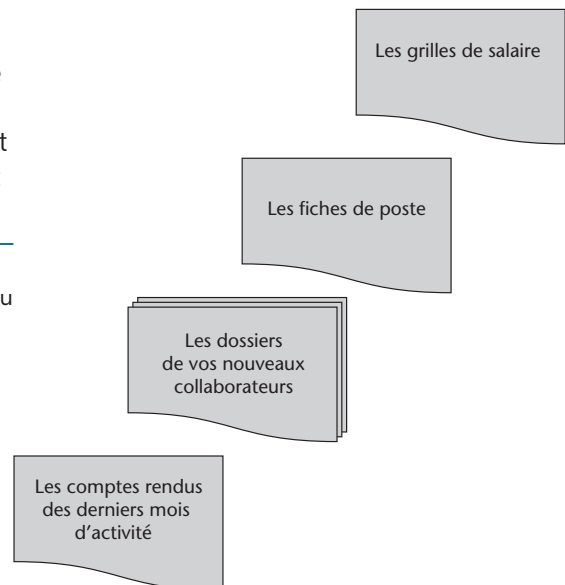 Les grilles de salaire
Les fiches de poste
Les dossiers
de vos nouveaux
collaborateurs
Les comptes rendus
des derniers mois
d'activité